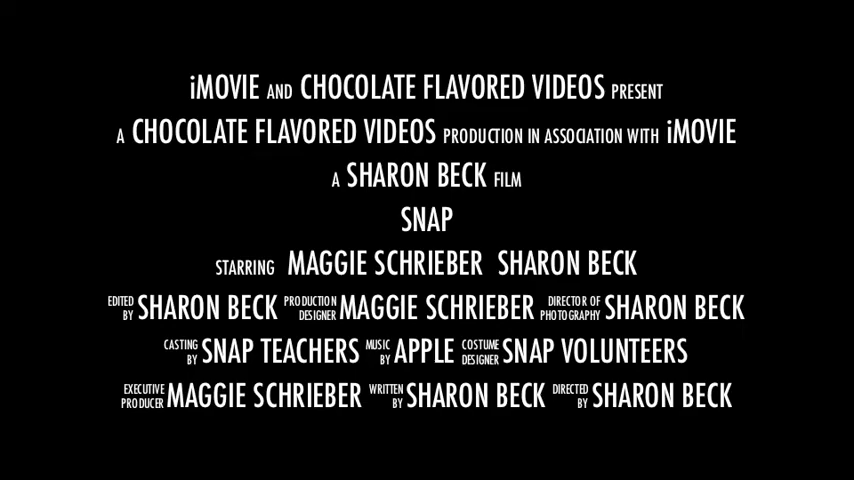 iMOVIE AND CHOCOLATE FLAVORED VIDEOS PRESENT
A CHOCOLATE FLAVORED VIDEOS PRODUCTION IN ASSOCIATION WITH iMOVIE
A SHARON BECK FILM
SNAP
STARRING MAGGIE SCHRIEBER SHARON BECK
EDITED BY SHARON BECK PRODUCTION DESIGNER MAGGIE SCHRIEBER DIRECTOR OF PHOTOGRAPHY SHARON BECK
CASTING BY SNAP TEACHERS MUSIC BY APPLE COSTUME DESIGNER SNAP VOLUNTEERS
EXECUTIVE PRODUCER MAGGIE SCHRIEBER WRITTEN BY SHARON BECK DIRECTED BY SHARON BECK